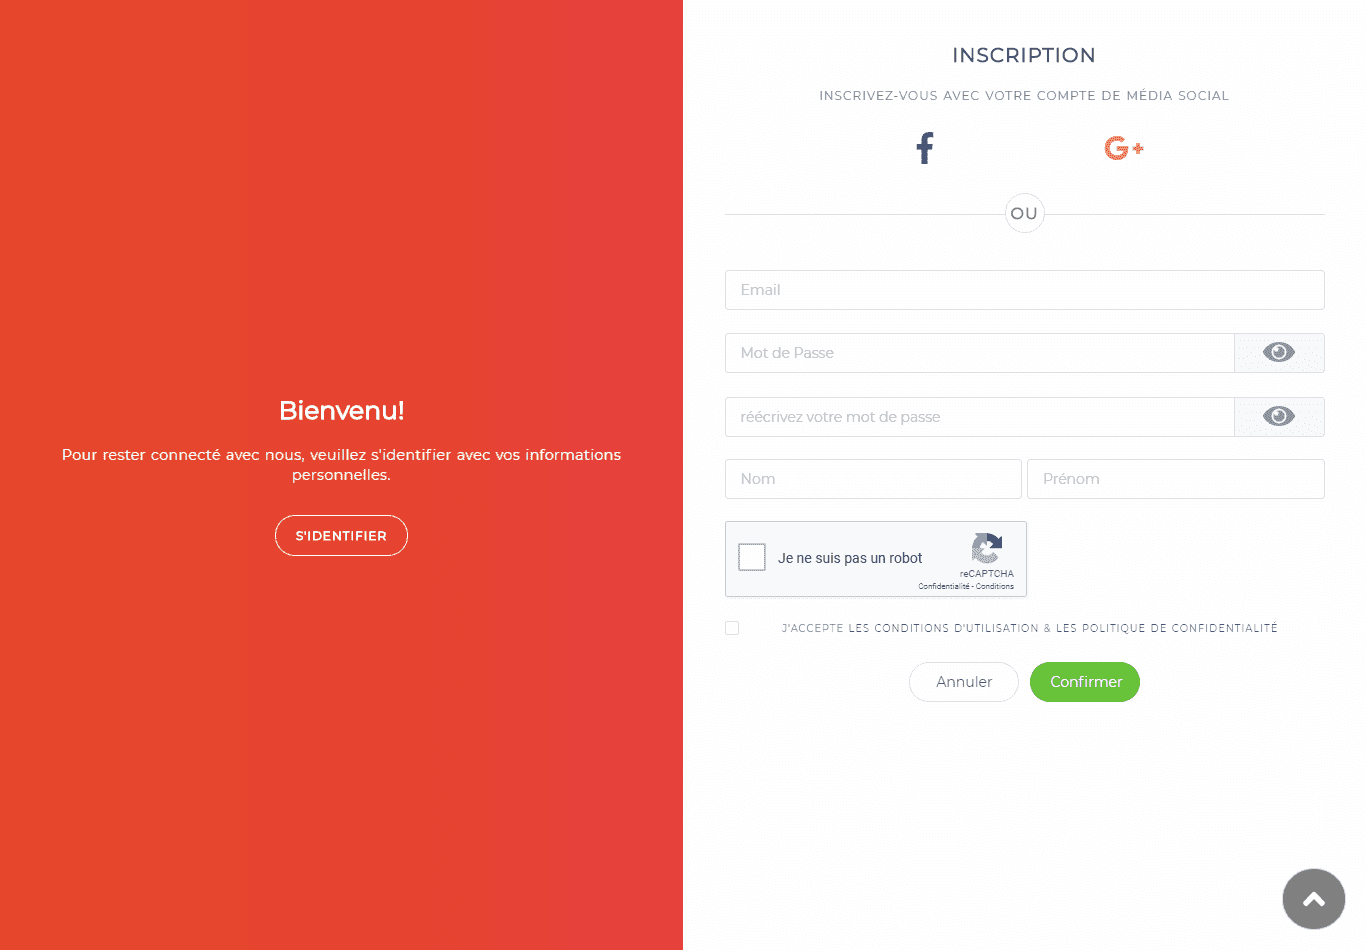 Bienvenu!
Pour rester connecté avec nous, veuillez s'identifier avec vos informations
personnelles.
S'IDENTIFIER
INSCRIPTION
INSCRIVEZ-VOUS AVEC VOTRE COMPTE DE MÉDIA SOCIAL
f G+
OU
Email
Mot de Passe
réécrivez votre mot de passe
Nom Prénom
Je ne suis pas un robot
reCAPTCHA
Confidentialité - Conditions
J'ACCEPTE LES CONDITIONS D'UTILISATION & LES POLITIQUE DE CONFIDENTIALITÉ
Annuler Confirmer